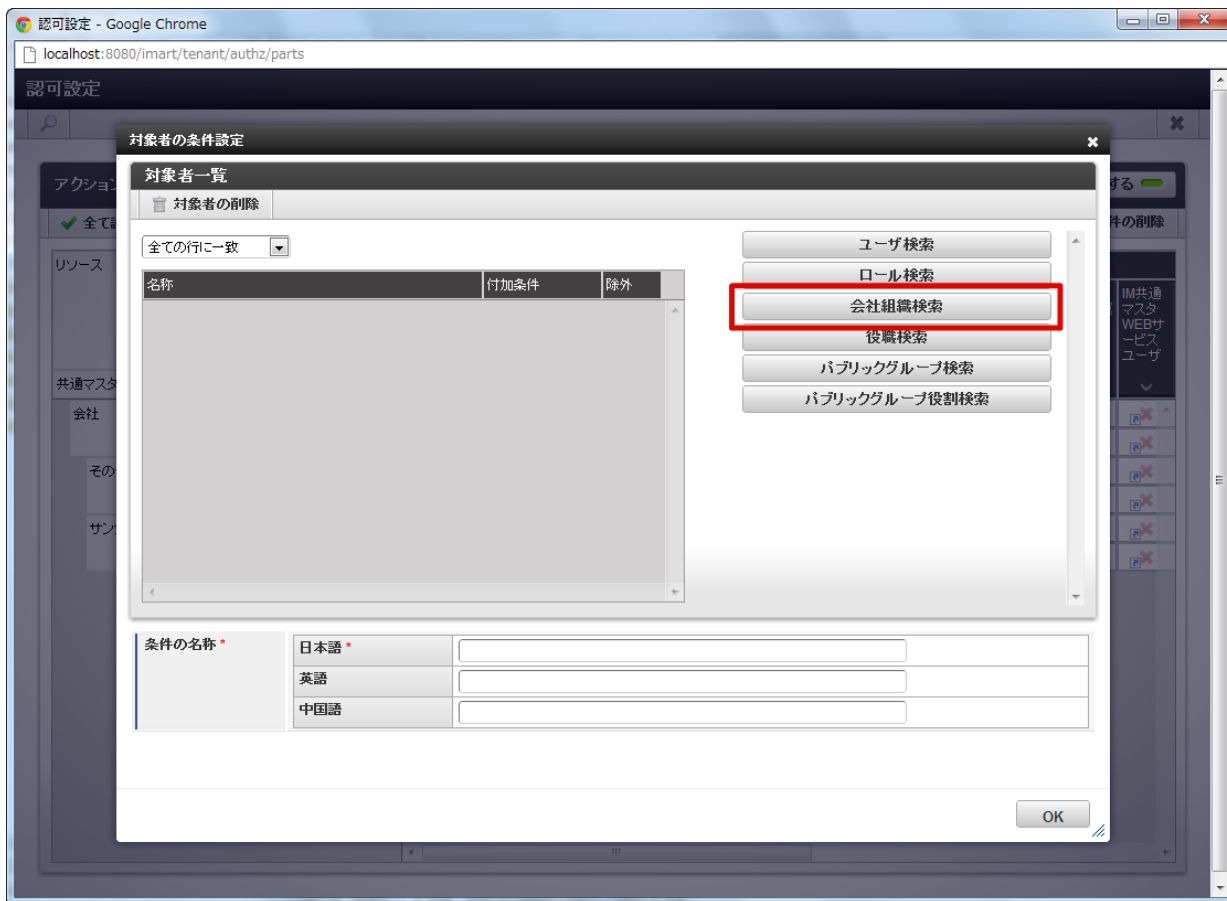 認可設定 - Google Chrome
localhost:8080/imart/tenant/authz/parts
認可設定
対象者の条件設定
アクション
する
対象者一覧
対象者の削除
全て
件の削除
全ての行に一致
リソース
名称 付加条件 除外
ユーザ検索
ロール検索
会社組織検索
役職検索
パブリックグループ検索
パブリックグループ役割検索
IM共通
マスタ
WEBサ
ービス
ユーザ
共通マスタ
会社
その
サン
条件の名称*
日本語*
英語
中国語
OK